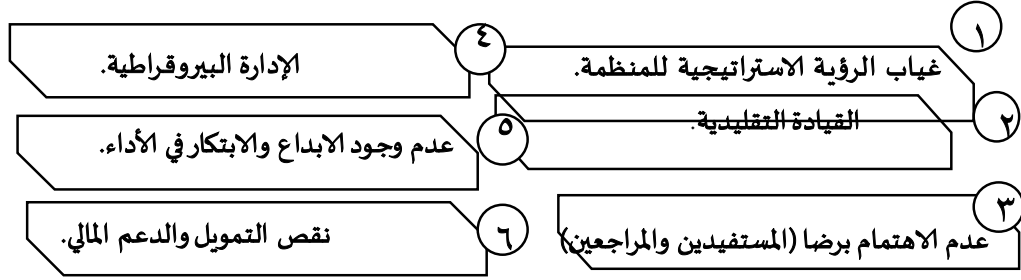 ١
غياب الرؤية الاستراتيجية للمنظمة.
٢
القيادة التقليدية.
٣
عدم الاهتمام برضا (المستفيدين والمراجعين)
٤
الإدارة البيروقراطية.
٥
عدم وجود الابداع والابتكار في الأداء.
٦
نقص التمويل والدعم المالي.